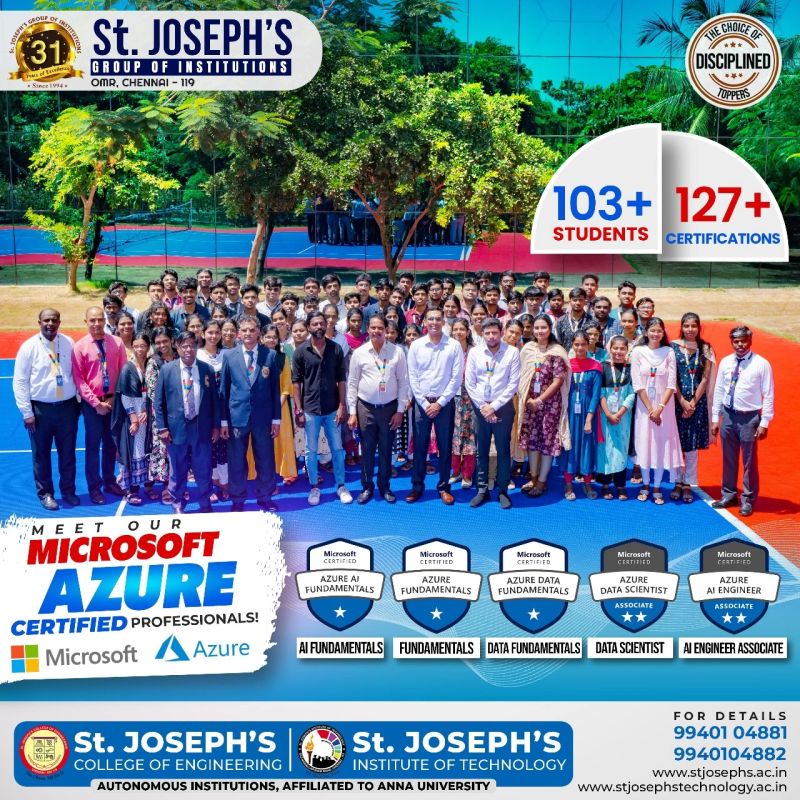 ST. JOSEPH'S GROUP OF INSTITUTIONS
31
Years of Excellence
• Since 1994 •
St. JOSEPH'S
GROUP OF INSTITUTIONS
OMR, CHENNAI - 119
THE CHOICE OF
DISCIPLINED
TOPPERS
103+
STUDENTS
127+
CERTIFICATIONS
MEET OUR
MICROSOFT
AZURE
CERTIFIED PROFESSIONALS!
Microsoft
Azure
Microsoft
CERTIFIED
AZURE AI
FUNDAMENTALS
AI FUNDAMENTALS
Microsoft
CERTIFIED
AZURE
FUNDAMENTALS
FUNDAMENTALS
Microsoft
CERTIFIED
AZURE DATA
FUNDAMENTALS
DATA FUNDAMENTALS
Microsoft
CERTIFIED
AZURE
DATA SCIENTIST
ASSOCIATE
DATA SCIENTIST
Microsoft
CERTIFIED
AZURE
AI ENGINEER
ASSOCIATE
AI ENGINEER ASSOCIATE
St. JOSEPH'S
COLLEGE OF ENGINEERING
St. JOSEPH'S
INSTITUTE OF TECHNOLOGY
AUTONOMOUS INSTITUTIONS, AFFILIATED TO ANNA UNIVERSITY
FOR DETAILS
99401 04881
9940104882
www.stjosephs.ac.in
www.stjosephstechnology.ac.in